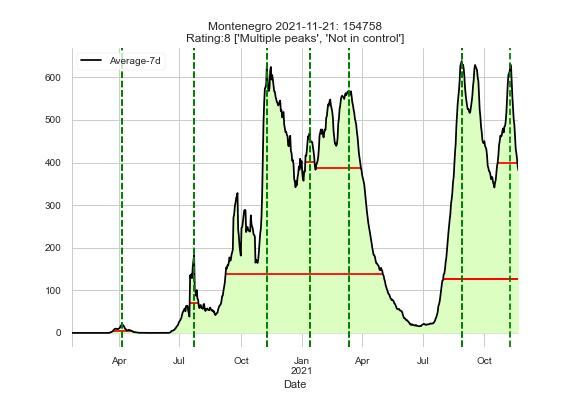 Montenegro 2021-11-21: 154758
Rating:8 ['Multiple peaks', 'Not in control']
Average-7d
600
500
400
300
200
100
0
Apr
Jul
Oct
Jan
2021
Apr
Jul
Oct
Date